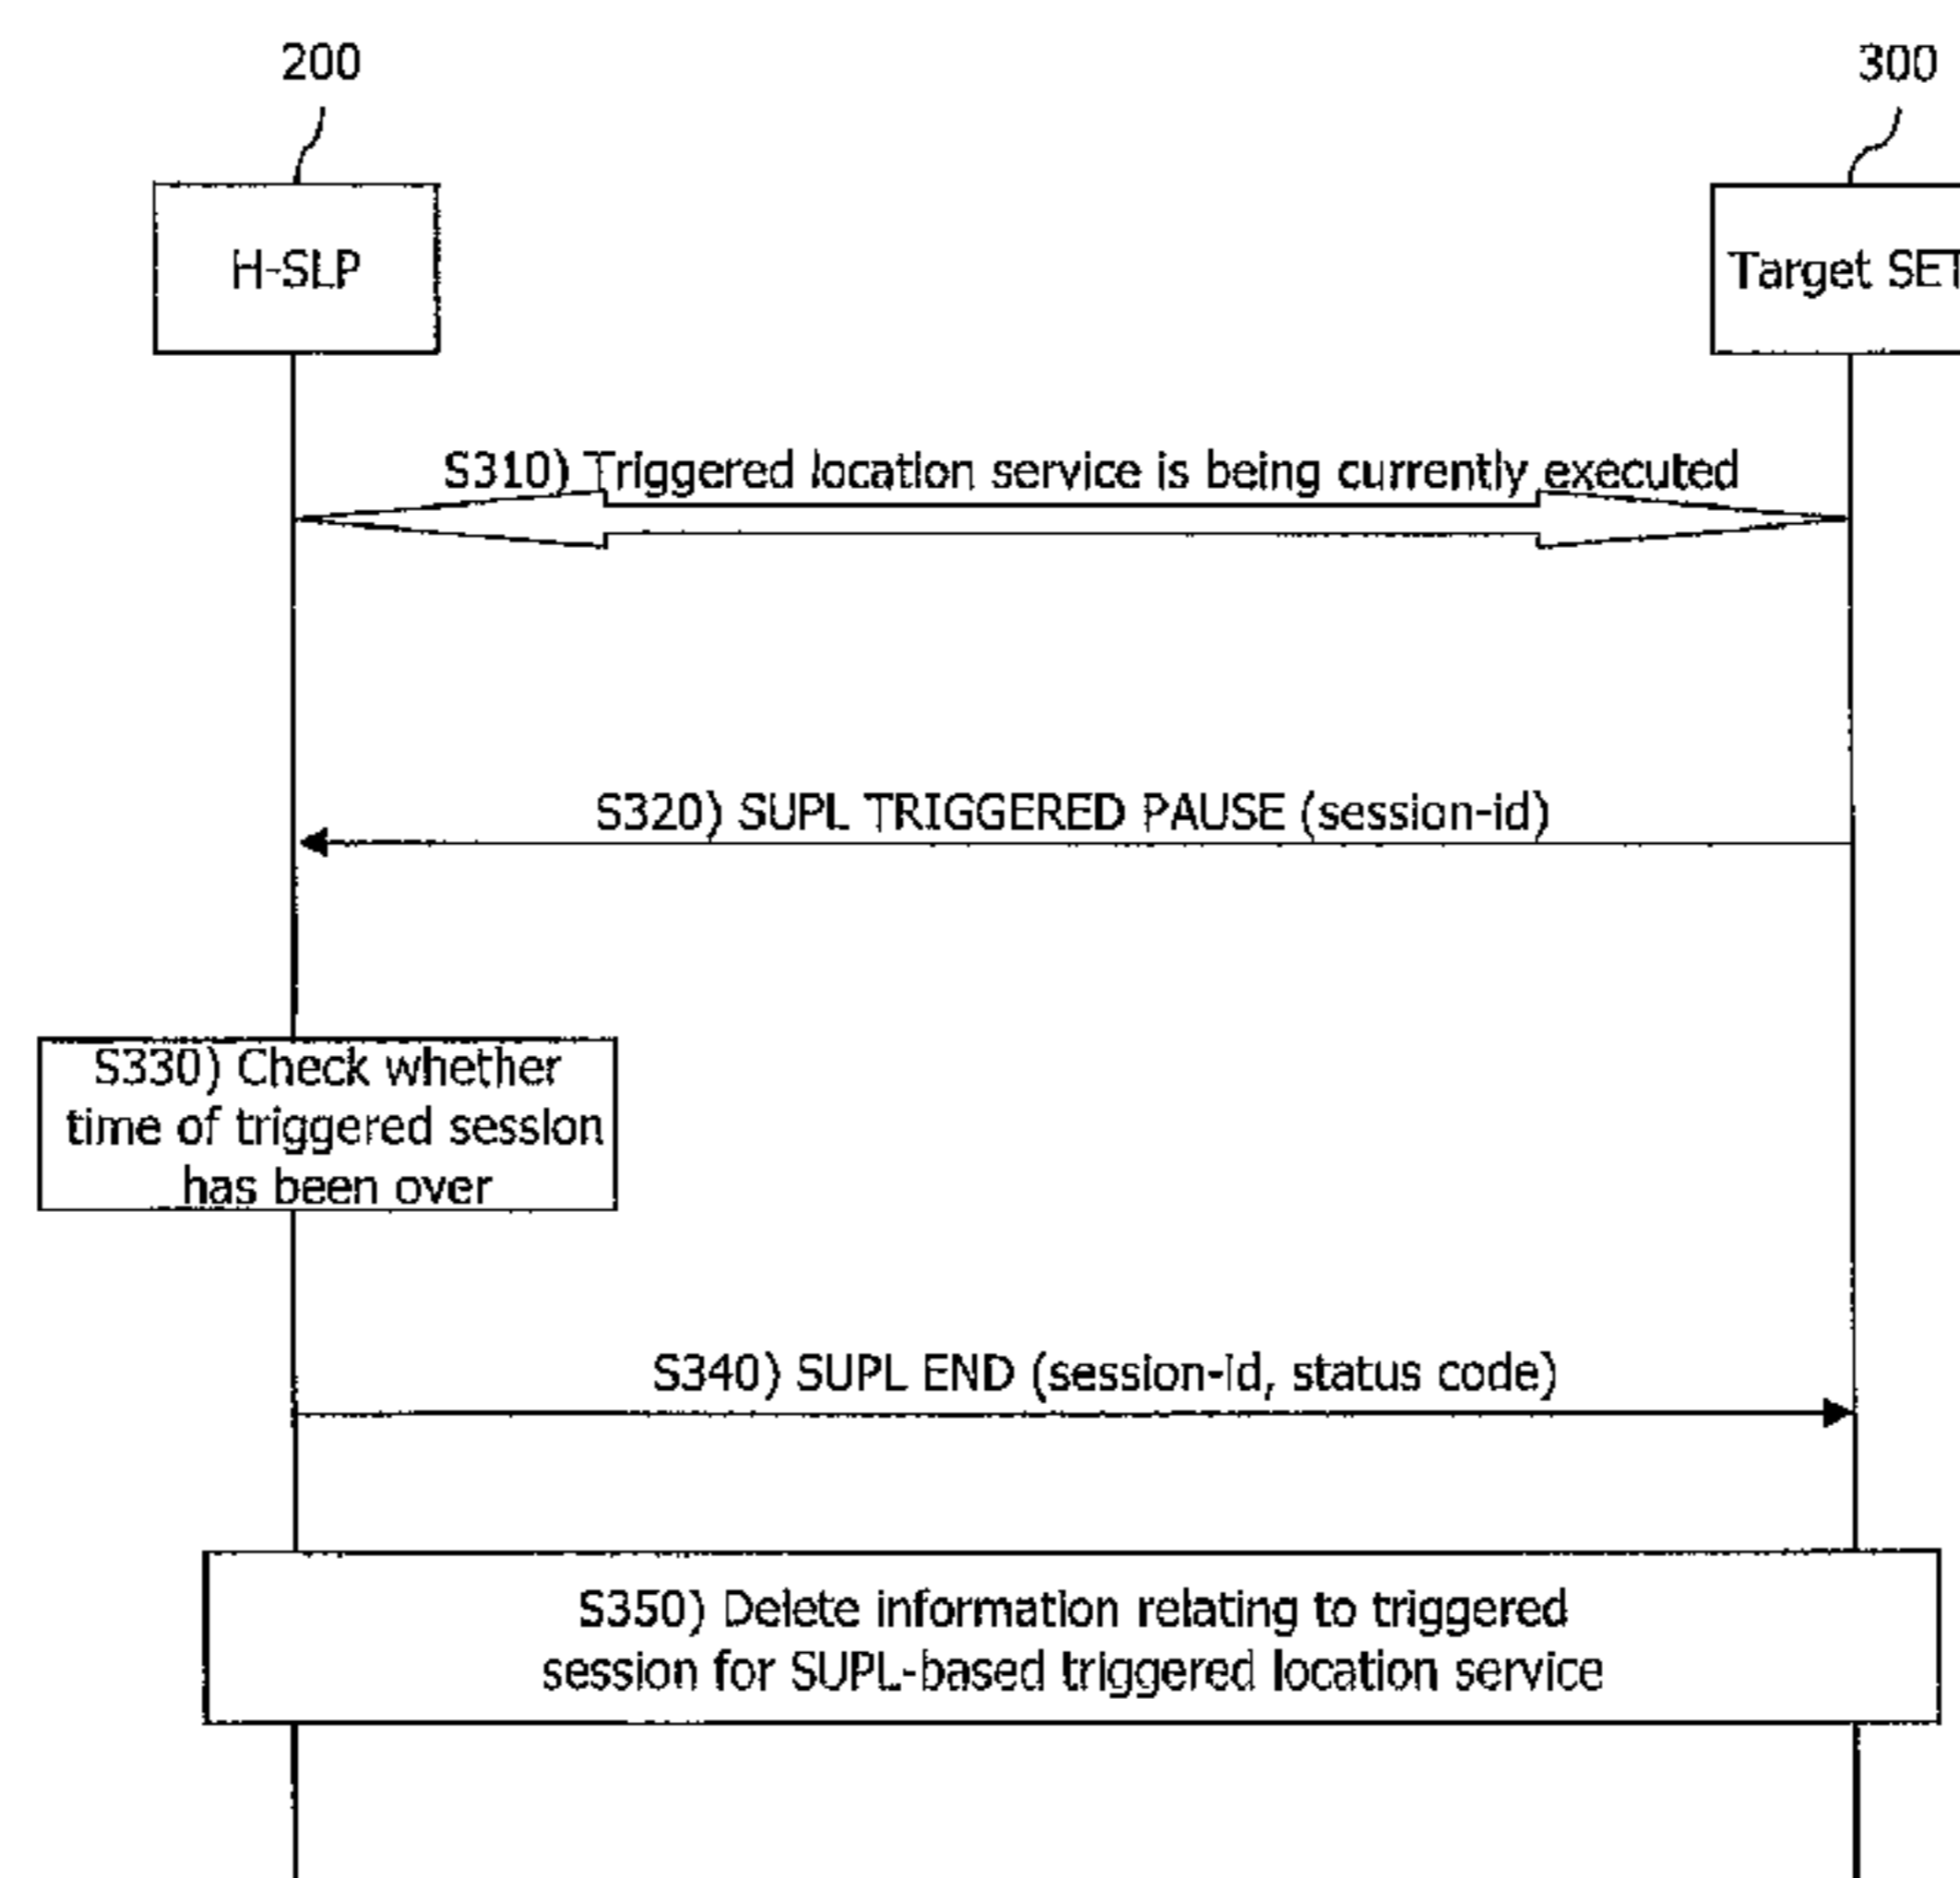 200
300
H-SLP
Target SET
S310) Triggered location service is being currently executed
S320) SUPL TRIGGERED PAUSE (session-id)
S330) Check whether
time of triggered session
has been over
S340) SUPL END (session-id, status code)
S350) Delete information relating to triggered
session for SUPL-based triggered location service